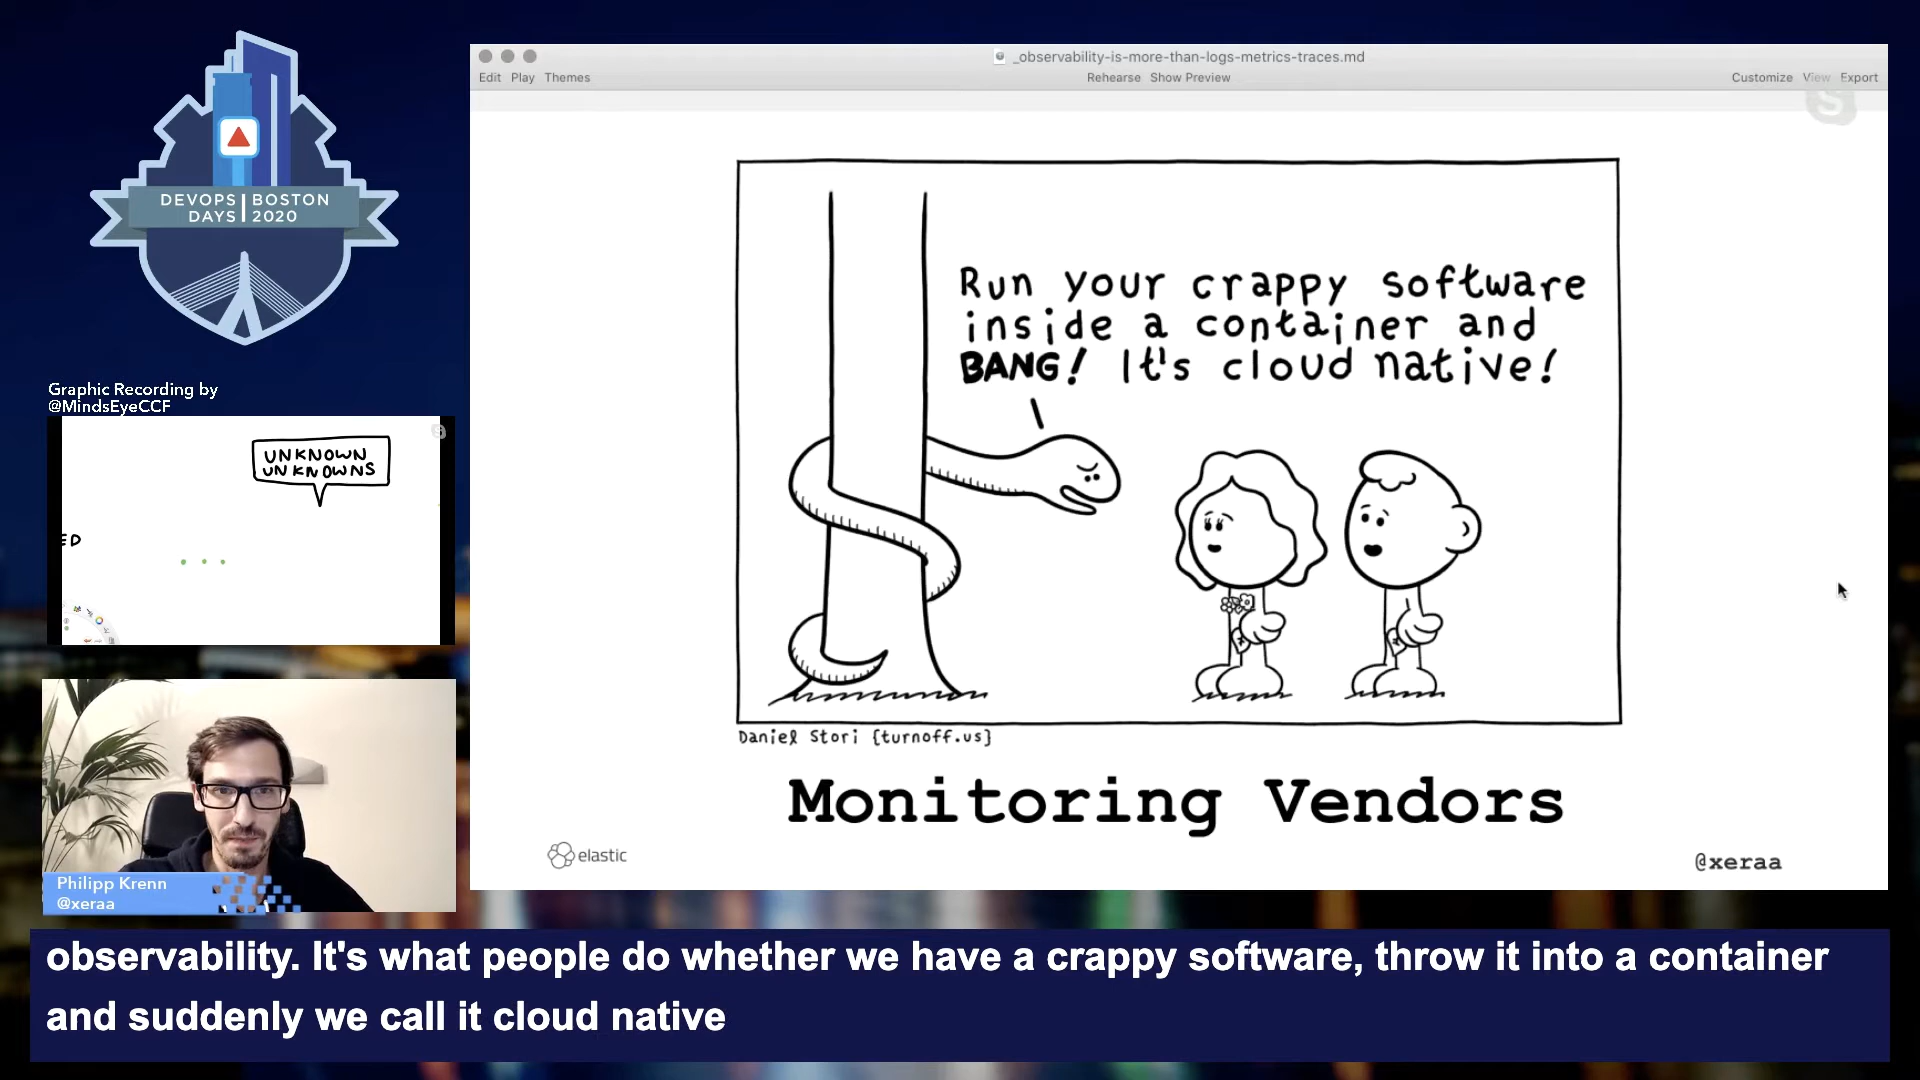 DEVOPS BOSTON
DAYS 2020
Graphic Recording by
@MindsEyeCCF
UNKNOWN
UNKNOWNS
ED
Philipp Krenn
@xeraa
_observability-is-more-than-logs-metrics-traces.md
Edit Play Themes
Rehearse Show Preview
Customize View Export
Run your crappy software
inside a container and
BANG! It's cloud native!
Daniel Stori {turnoff.us}
Monitoring Vendors
elastic
@xeraa
observability. It's what people do whether we have a crappy software, throw it into a container
and suddenly we call it cloud native